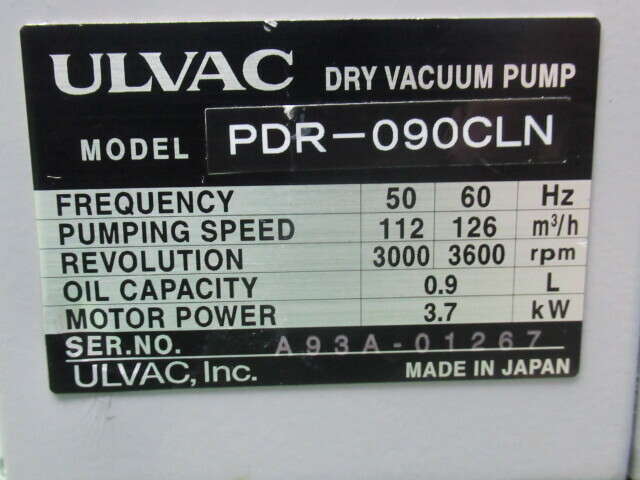 ULVAC DRY VACUUM PUMP
MODEL PDR-090CLN
FREQUENCY 50 60 Hz
PUMPING SPEED 112 126 m³/h
REVOLUTION 3000 3600 rpm
OIL CAPACITY 0.9 L
MOTOR POWER 3.7 kW
SER.NO. A93A-01267
ULVAC, Inc. MADE IN JAPAN